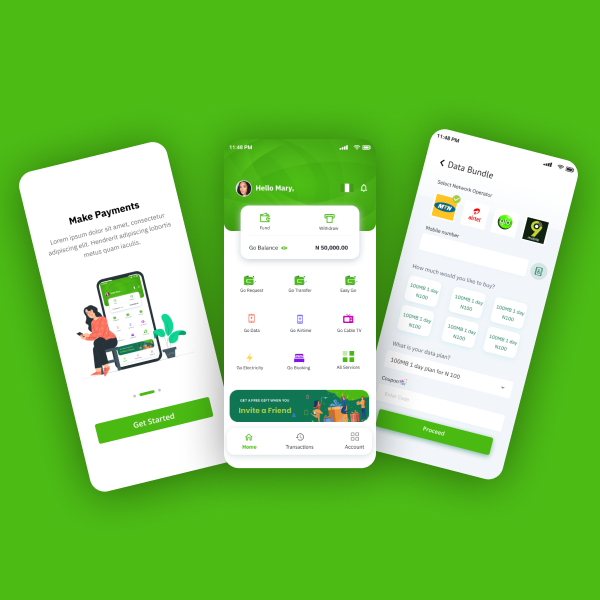 Make Payments
Lorem ipsum dolor sit amet, consectetur
adipiscing elit. Hendrerit adipiscing lobortis
metus quam iaculis.
Get Started
11:48 PM
Hello Mary,
Fund
Withdraw
Go Balance
N 50,000.00
Go Request
Go Transfer
Easy Go
Go Data
Go Airtime
Go Cable TV
Go Electricity
Go Booking
All Services
GET A FREE GIFT WHEN YOU
Invite a Friend
Home
Transactions
Account
11:48 PM
Data Bundle
Select Network Operator
MTN
airtel
glo
9
Mobile number
How much would you like to buy?
100MB 1 day
N100
100MB 1 day
N100
100MB 1 day
N100
100MB 1 day
N100
100MB 1 day
N100
100MB 1 day
N100
What is your data plan?
100MB 1 day plan for N 100
Coupon
Enter Code
Proceed